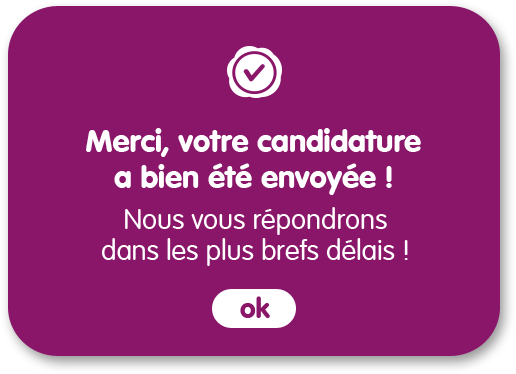 Merci, votre candidature
a bien été envoyée !
Nous vous répondrons
dans les plus brefs délais !
ok